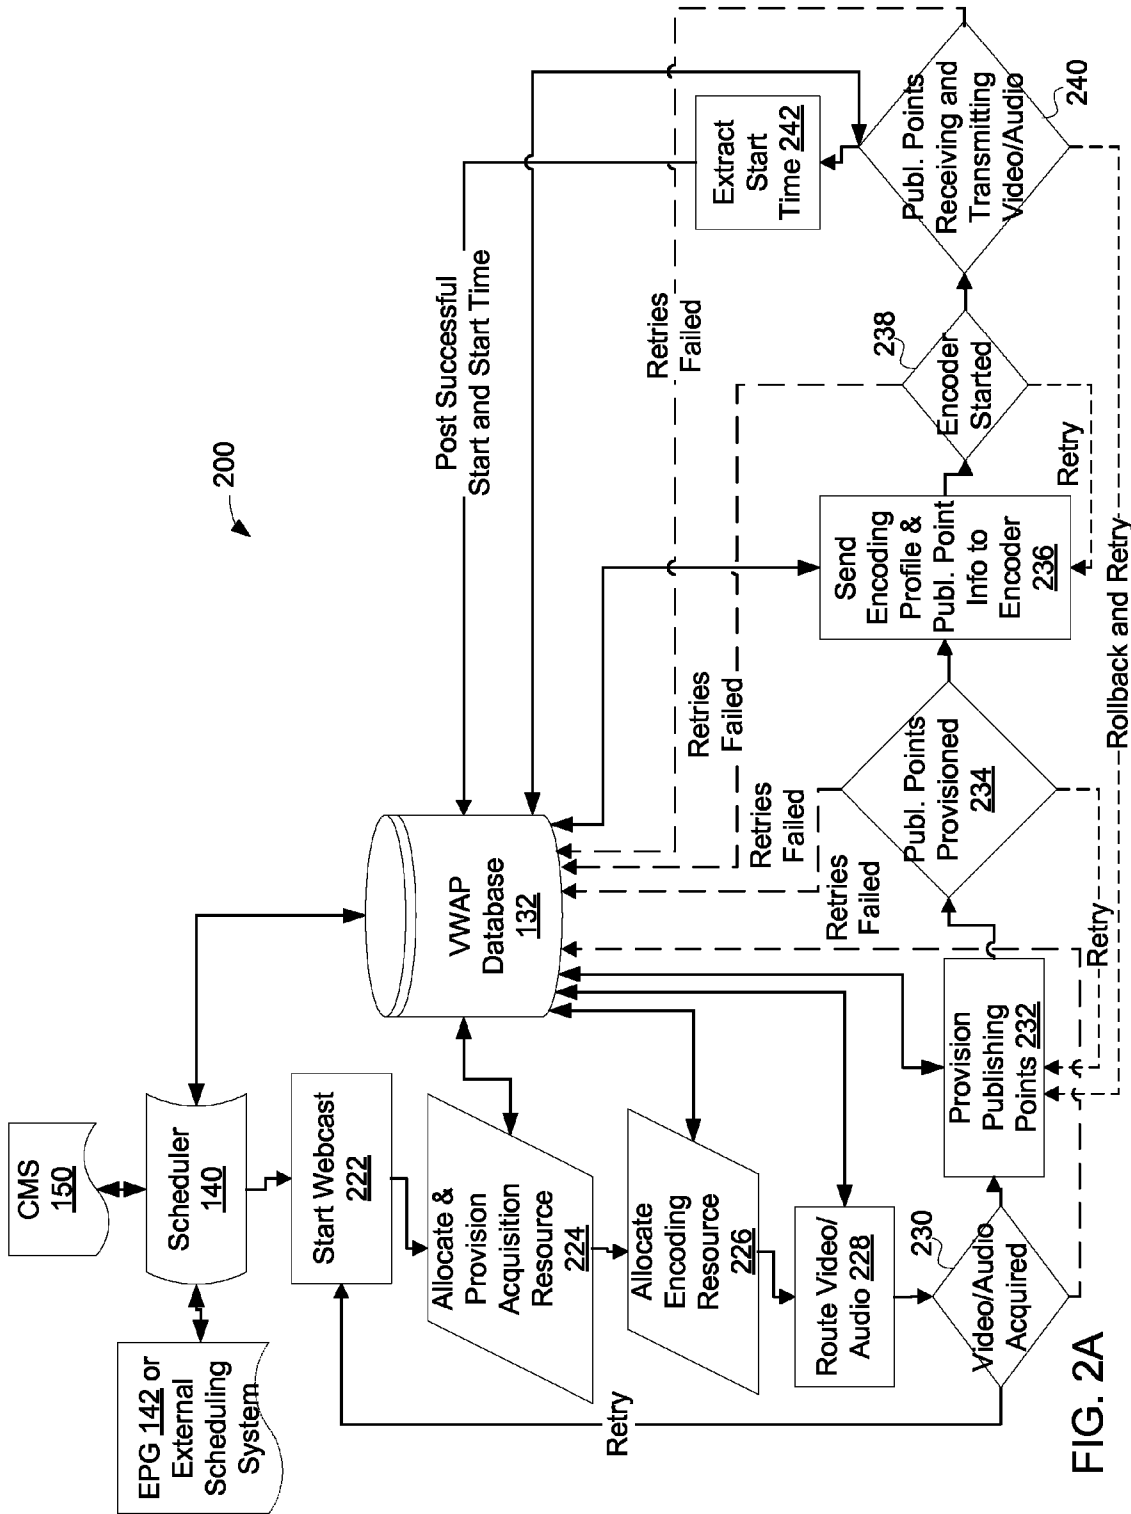 200
CMS
150
EPG 142 or
External
Scheduling
System
Scheduler
140
Start Webcast
222
Allocate &
Provision
Acquisition
Resource
224
Allocate
Encoding
Resource
226
Route Video/
Audio 228
230
Video/Audio
Acquired
Retry
VWAP
Database
132
Provision
Publishing
Points 232
Retries
Failed
Publ. Points
Provisioned
234
Retry
Retries
Failed
Send
Encoding
Profile &
Publ. Point
Info to
Encoder
236
238
Encoder
Started
Retry
Retries
Failed
Publ. Points
Receiving and
Transmitting
Video/Audio
240
Rollback and Retry
Retries
Failed
Extract
Start
Time 242
Post Successful
Start and Start Time
FIG. 2A